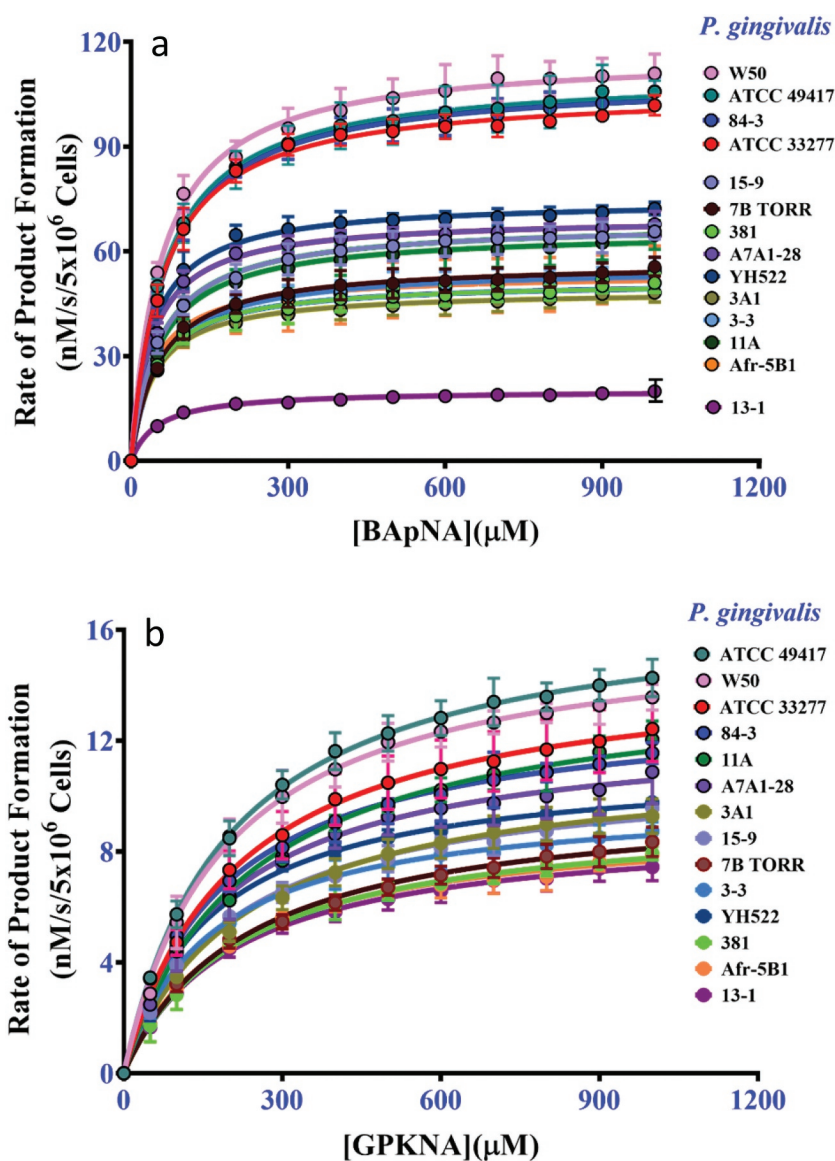 a
P. gingivalis
120
90
60
30
0
Rate of Product Formation
(nM/s/5x10⁶ Cells)
W50
ATCC 49417
84-3
ATCC 33277
15-9
7B TORR
381
A7A1-28
YH522
3A1
3-3
11A
Afr-5B1
13-1
0
300
600
900
1200
[BApNA](μM)
b
P. gingivalis
16
12
8
4
0
Rate of Product Formation
(nM/s/5x10⁶ Cells)
ATCC 49417
W50
ATCC 33277
84-3
11A
A7A1-28
3A1
15-9
7B TORR
3-3
YH522
381
Afr-5B1
13-1
0
300
600
900
1200
[GPKNA](μM)